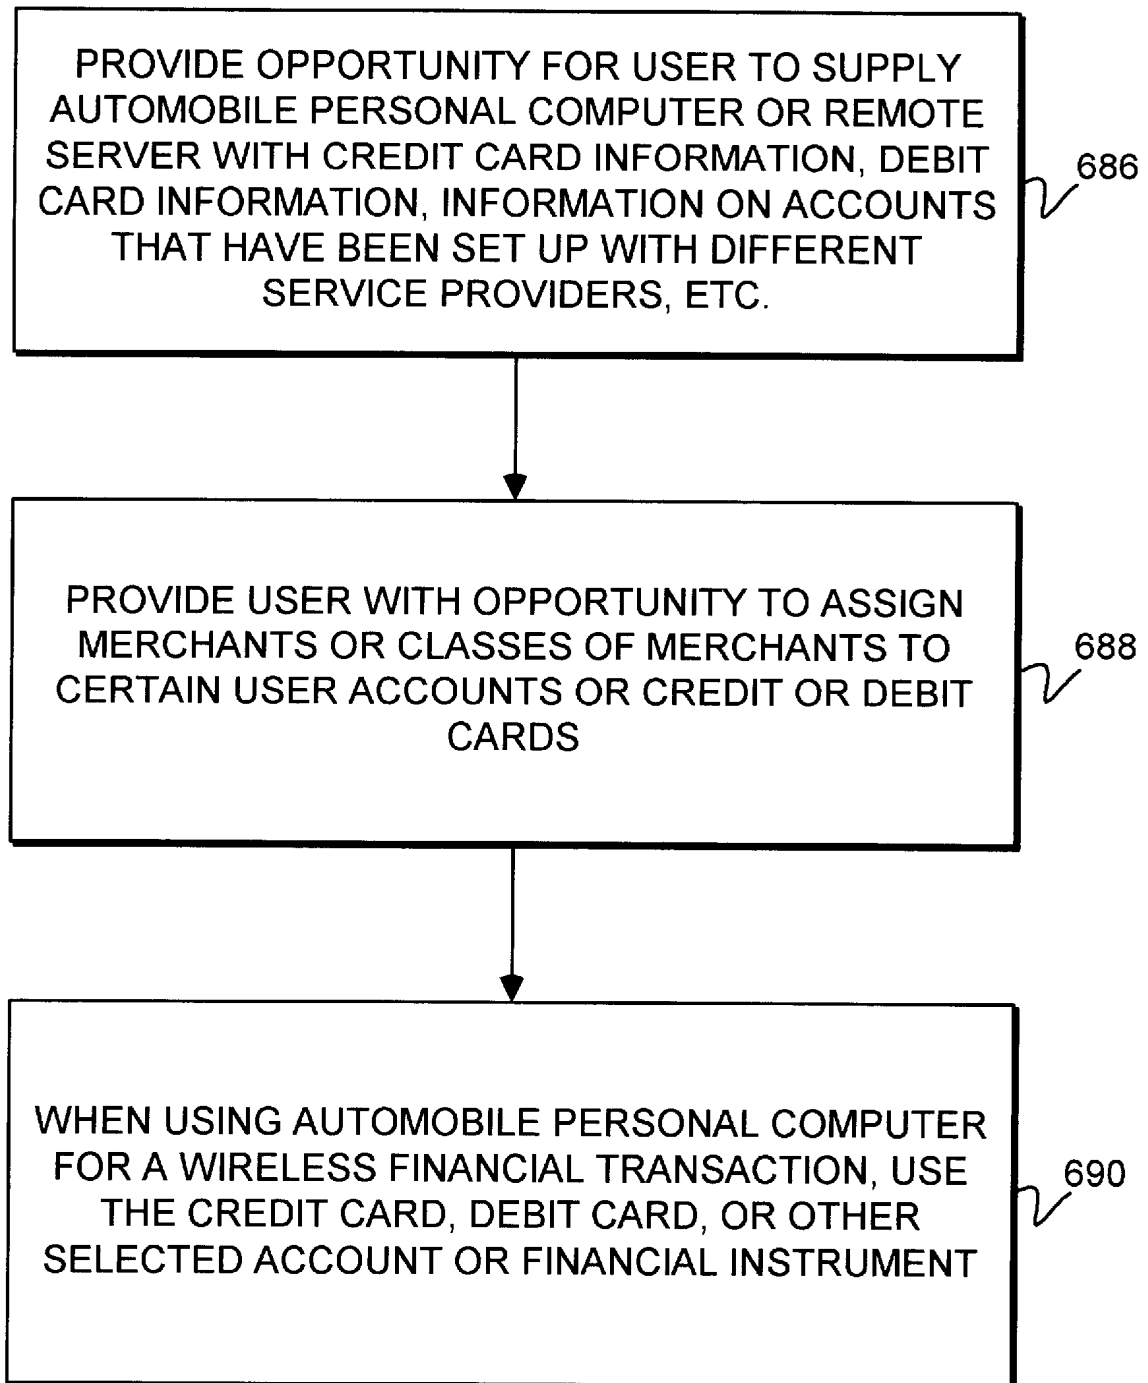 PROVIDE OPPORTUNITY FOR USER TO SUPPLY
AUTOMOBILE PERSONAL COMPUTER OR REMOTE
SERVER WITH CREDIT CARD INFORMATION, DEBIT
CARD INFORMATION, INFORMATION ON ACCOUNTS
THAT HAVE BEEN SET UP WITH DIFFERENT
SERVICE PROVIDERS, ETC.
686
PROVIDE USER WITH OPPORTUNITY TO ASSIGN
MERCHANTS OR CLASSES OF MERCHANTS TO
CERTAIN USER ACCOUNTS OR CREDIT OR DEBIT
CARDS
688
WHEN USING AUTOMOBILE PERSONAL COMPUTER
FOR A WIRELESS FINANCIAL TRANSACTION, USE
THE CREDIT CARD, DEBIT CARD, OR OTHER
SELECTED ACCOUNT OR FINANCIAL INSTRUMENT
690